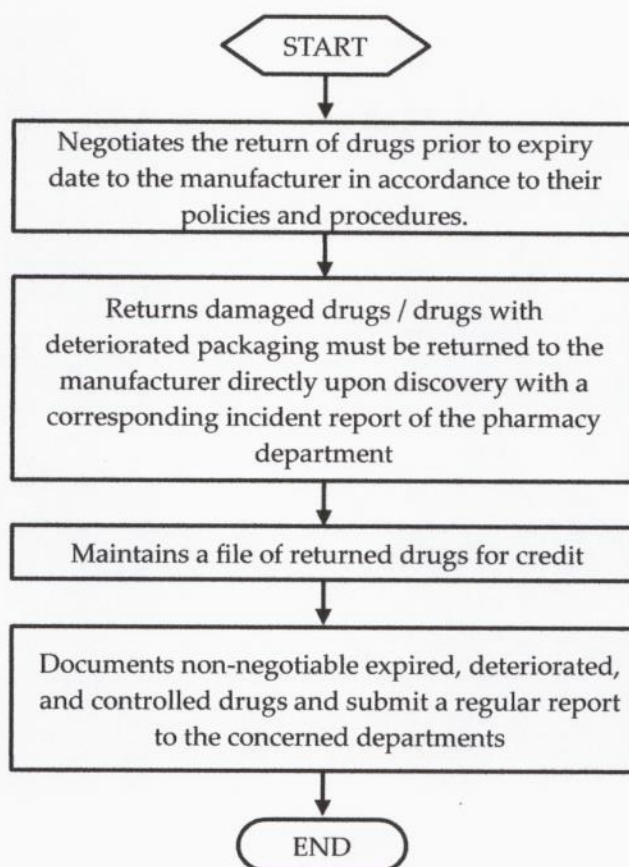 START
Negotiates the return of drugs prior to expiry
date to the manufacturer in accordance to their
policies and procedures.
Returns damaged drugs / drugs with
deteriorated packaging must be returned to the
manufacturer directly upon discovery with a
corresponding incident report of the pharmacy
department
Maintains a file of returned drugs for credit
Documents non-negotiable expired, deteriorated,
and controlled drugs and submit a regular report
to the concerned departments
END